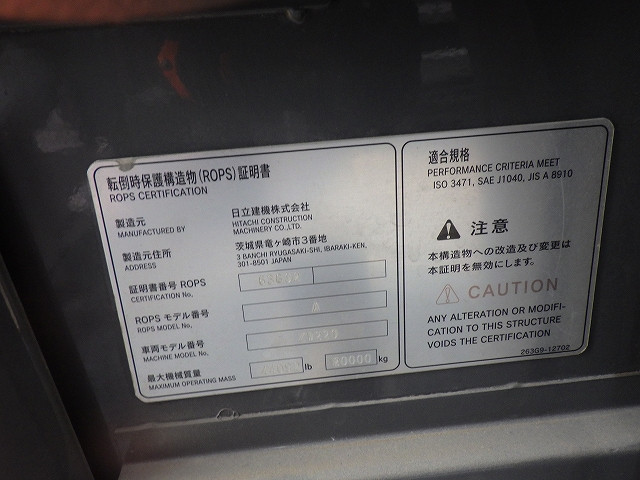 転倒時保護構造物(ROPS)証明書
ROPS CERTIFICATION
製造元
MANUFACTURED BY
日立建機株式会社
HITACHI CONSTRUCTION
MACHINERY CO.,LTD.
製造元住所
ADDRESS
茨城県竜ヶ崎市3番地
3 BANCHI RYUGASAKI-SHI, IBARAKI-KEN,
301-8501 JAPAN
証明書番号 ROPS
CERTIFICATION No.
ROPS モデル番号
ROPS MODEL No.
車両モデル番号
MACHINE MODEL No.
最大機械質量
MAXIMUM OPERATING MASS
lb
kg
適合規格
PERFORMANCE CRITERIA MEET
ISO 3471, SAE J1040, JIS A 8910
注意
本構造物への改造及び変更は
本証明を無効にします。
CAUTION
ANY ALTERATION OR MODIFI-
CATION TO THIS STRUCTURE
VOIDS THE CERTIFICATION
263G9-12702